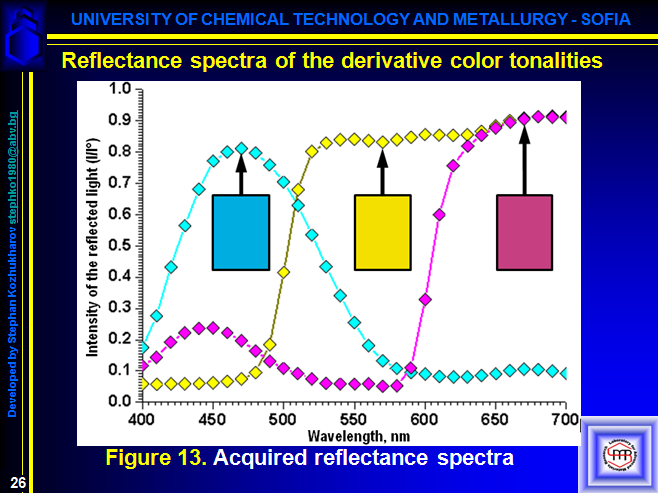 UNIVERSITY OF CHEMICAL TECHNOLOGY AND METALLURGY - SOFIA
Reflectance spectra of the derivative color tonalities
Developed by Stephan Kozhukharov stephko1980@abv.bg
Intensity of the reflected light (I/I°)
1.0
0.9
0.8
0.7
0.6
0.5
0.4
0.3
0.2
0.1
0.0
400 450 500 550 600 650 700
Wavelength, nm
Figure 13. Acquired reflectance spectra
26